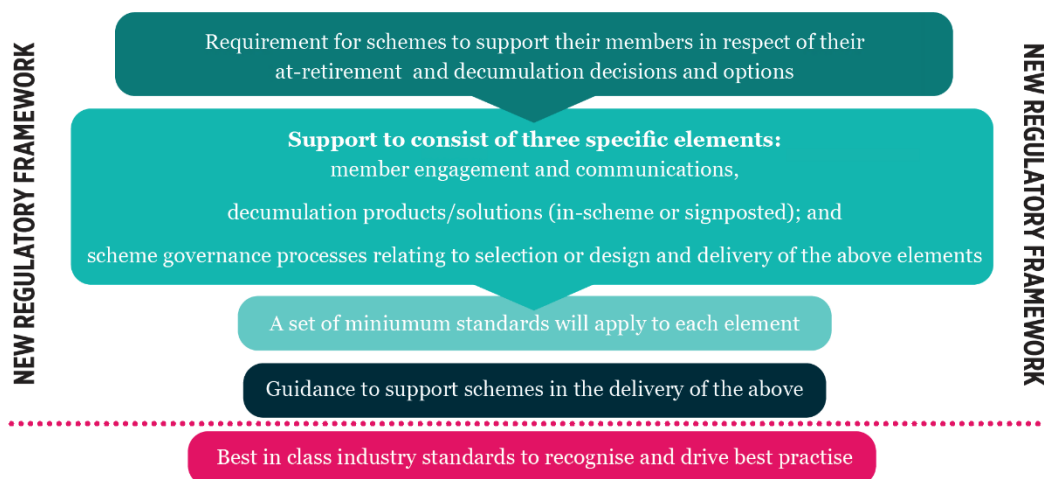 NEW REGULATORY FRAMEWORK
Requirement for schemes to support their members in respect of their
at-retirement and decumulation decisions and options
Support to consist of three specific elements:
member engagement and communications,
decumulation products/solutions (in-scheme or signposted); and
scheme governance processes relating to selection or design and delivery of the above elements
A set of miniumum standards will apply to each element
Guidance to support schemes in the delivery of the above
NEW REGULATORY FRAMEWORK
Best in class industry standards to recognise and drive best practise